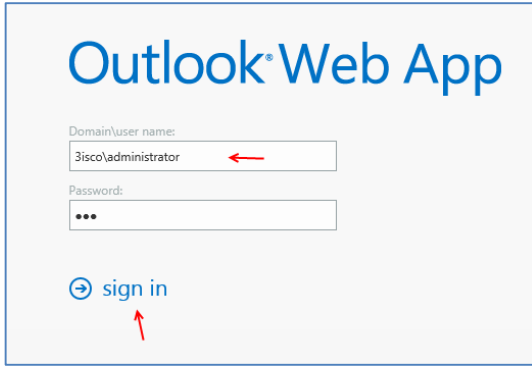 Outlook® Web App
Domain\user name:
3isco\administrator
Password:
•••
sign in